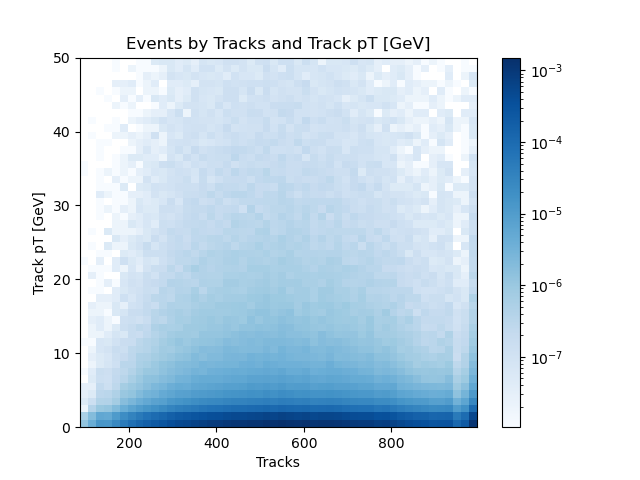 Events by Tracks and Track pT [GeV]
50
40
30
20
10
0
Track pT [GeV]
200 400 600 800
Tracks
10⁻³
10⁻⁴
10⁻⁵
10⁻⁶
10⁻⁷